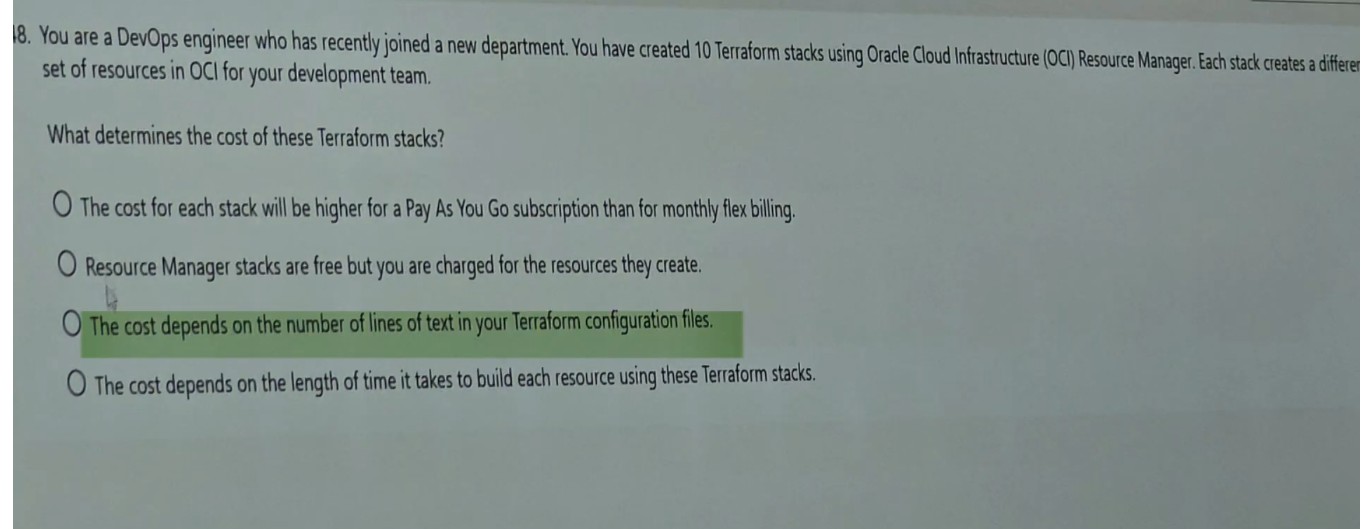 18. You are a DevOps engineer who has recently joined a new department. You have created 10 Terraform stacks using Oracle Cloud Infrastructure (OCI) Resource Manager. Each stack creates a
set of resources in OCI for your development team.
What determines the cost of these Terraform stacks?
The cost for each stack will be higher for a Pay As You Go subscription than for monthly flex billing.
Resource Manager stacks are free but you are charged for the resources they create.
The cost depends on the number of lines of text in your Terraform configuration files.
The cost depends on the length of time it takes to build each resource using these Terraform stacks.